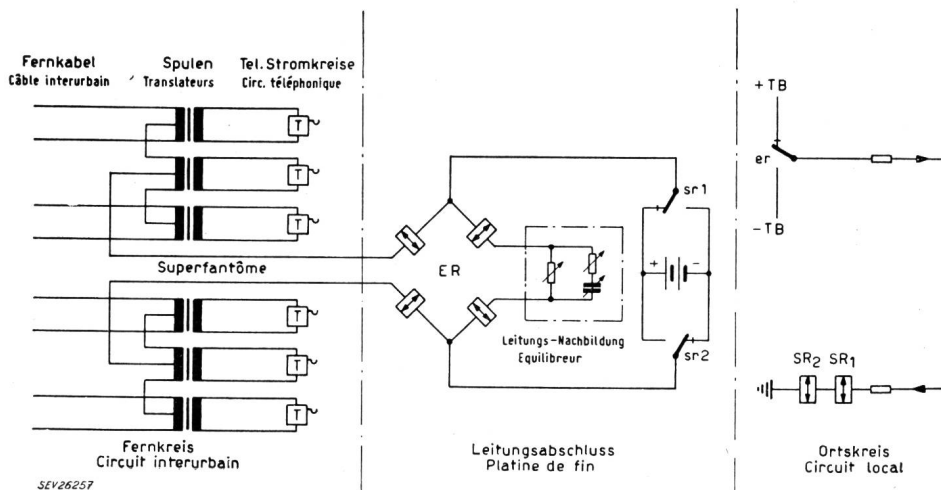 Fernkabel
Câble interurbain
Spulen
Translateurs
Tel. Stromkreise
Circ. téléphonique
T
T
T
Superfantôme
T
T
T
Fernkreis
Circuit interurbain
SEV26257
ER
Leitungs-Nachbildung
Equilibreur
sr1
+ -
sr2
Leitungsabschluss
Platine de fin
+TB
er
-TB
SR2 SR1
Ortskreis
Circuit local